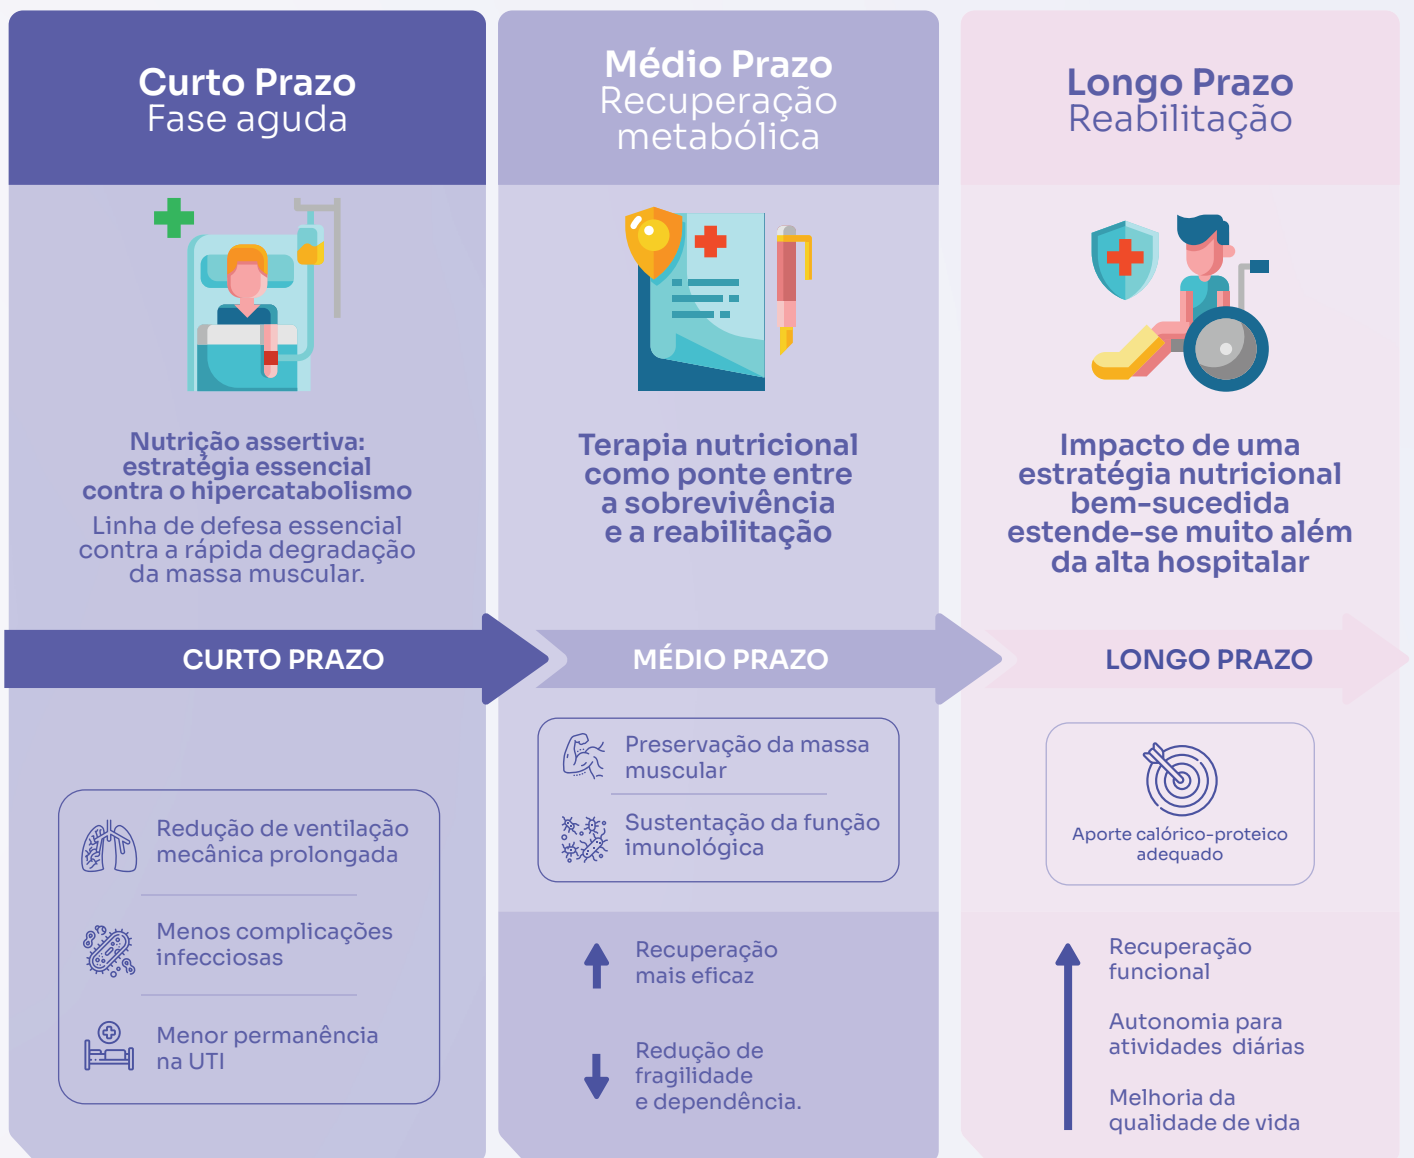 Curto Prazo
Fase aguda
Nutrição assertiva:
estratégia essencial
contra o hipercatabolismo
Linha de defesa essencial
contra a rápida degradação
da massa muscular.
CURTO PRAZO
Redução de ventilação
mecânica prolongada
Menos complicações
infecciosas
Menor permanência
na UTI
Médio Prazo
Recuperação
metabólica
Terapia nutricional
como ponte entre
a sobrevivência
e a reabilitação
MÉDIO PRAZO
Preservação da massa
muscular
Sustentação da função
imunológica
Recuperação
mais eficaz
Redução de
fragilidade
e dependência.
Longo Prazo
Reabilitação
Impacto de uma
estratégia nutricional
bem-sucedida
estende-se muito além
da alta hospitalar
LONGO PRAZO
Aporte calórico-proteico
adequado
Recuperação
funcional
Autonomia para
atividades diárias
Melhoria da
qualidade de vida